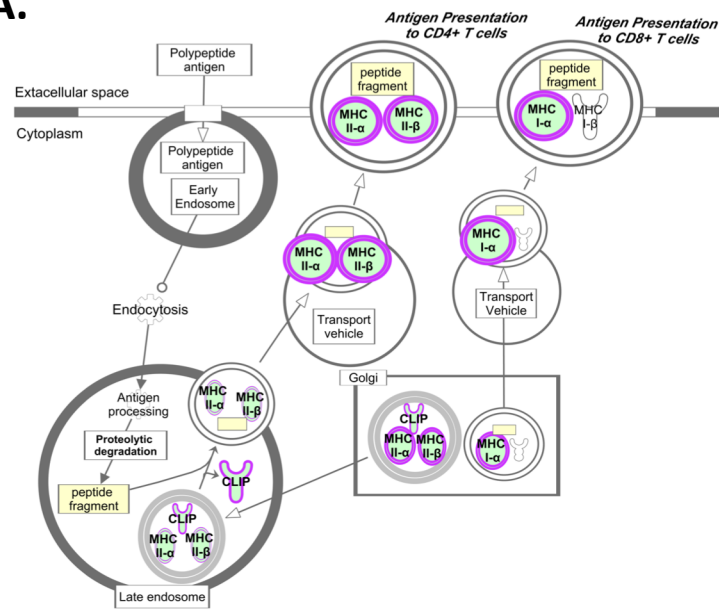 A.
Antigen Presentation
to CD4+ T cells
Antigen Presentation
to CD8+ T cells
Polypeptide
antigen
peptide
fragment
peptide
fragment
Extacellular space
MHC
II-α
MHC
II-β
MHC
I-α
MHC
I-β
Cytoplasm
Polypeptide
antigen
Early
Endosome
MHC
II-α
MHC
II-β
MHC
I-α
Endocytosis
Transport
vehicle
Transport
Vehicle
Golgi
Antigen
processing
MHC
II-α
MHC
II-β
CLIP
MHC
II-α
MHC
II-β
MHC
I-α
Proteolytic
degradation
peptide
fragment
CLIP
CLIP
MHC
II-α
MHC
II-β
Late endosome